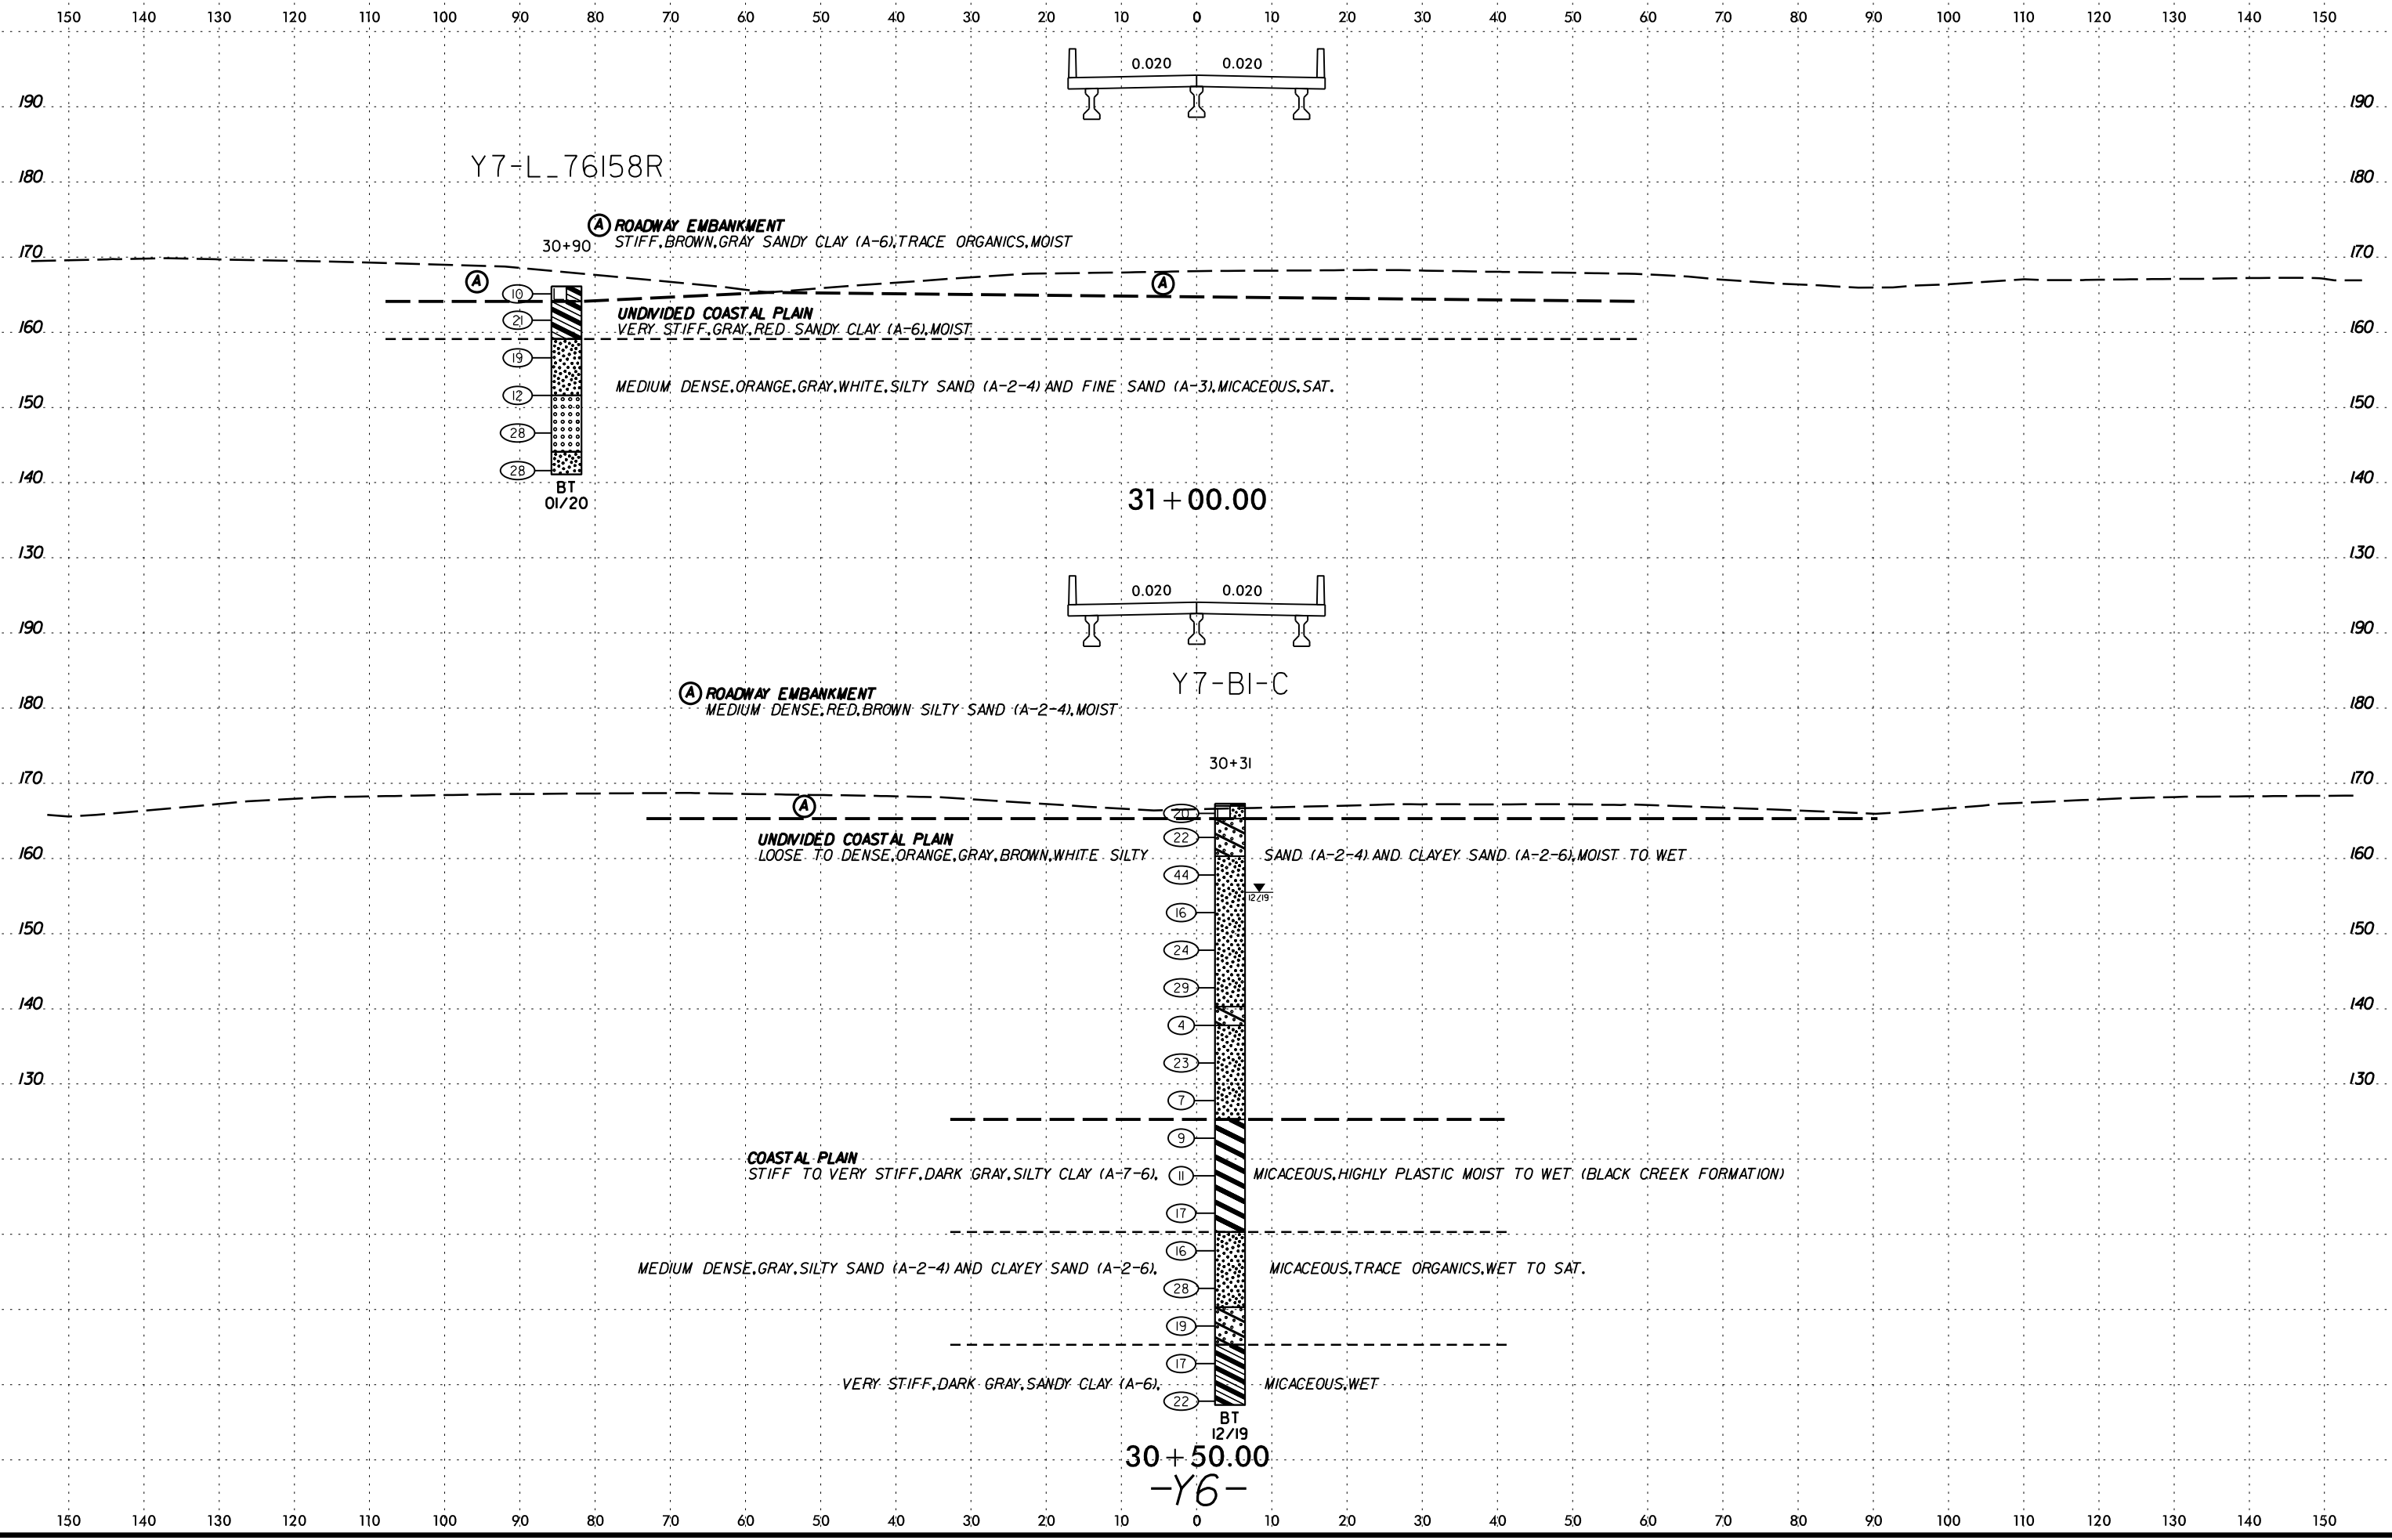 150 140 130 120 110 100 90 80 70 60 50 40 30 20 10 0 10 20 30 40 50 60 70 80 90 100 110 120 130 140 150
0.020 0.020
190 190
Y7-L_76158R
180 180
A ROADWAY EMBANKMENT
30+90 STIFF,BROWN,GRAY SANDY CLAY (A-6),TRACE ORGANICS,MOIST
170 170
A A
10
UNDIVIDED COASTAL PLAIN
21
160 VERY STIFF,GRAY,RED SANDY CLAY (A-6),MOIST 160
19
MEDIUM DENSE,ORANGE,GRAY,WHITE,SILTY SAND (A-2-4) AND FINE SAND (A-3),MICACEOUS,SAT.
12
150 150
28
28
140 140
BT
01/20
31+00.00
130 130
0.020 0.020
190 190
Y7-B1-C
A ROADWAY EMBANKMENT
180 MEDIUM DENSE,RED,BROWN SILTY SAND (A-2-4),MOIST 180
30+31
170 170
A
20
22
UNDIVIDED COASTAL PLAIN
160 LOOSE TO DENSE,ORANGE,GRAY,BROWN,WHITE SILTY SAND (A-2-4) AND CLAYEY SAND (A-2-6),MOIST TO WET 160
44
12/19
16
150 150
24
29
140 140
4
23
130 130
7
9
COASTAL PLAIN
STIFF TO VERY STIFF,DARK GRAY,SILTY CLAY (A-7-6), 11 MICACEOUS,HIGHLY PLASTIC MOIST TO WET (BLACK CREEK FORMATION)
17
16
MEDIUM DENSE,GRAY,SILTY SAND (A-2-4) AND CLAYEY SAND (A-2-6), MICACEOUS,TRACE ORGANICS,WET TO SAT.
28
19
17
VERY STIFF,DARK GRAY,SANDY CLAY (A-6), MICACEOUS,WET
22
BT
12/19
30+50.00
-Y6-
150 140 130 120 110 100 90 80 70 60 50 40 30 20 10 0 10 20 30 40 50 60 70 80 90 100 110 120 130 140 150